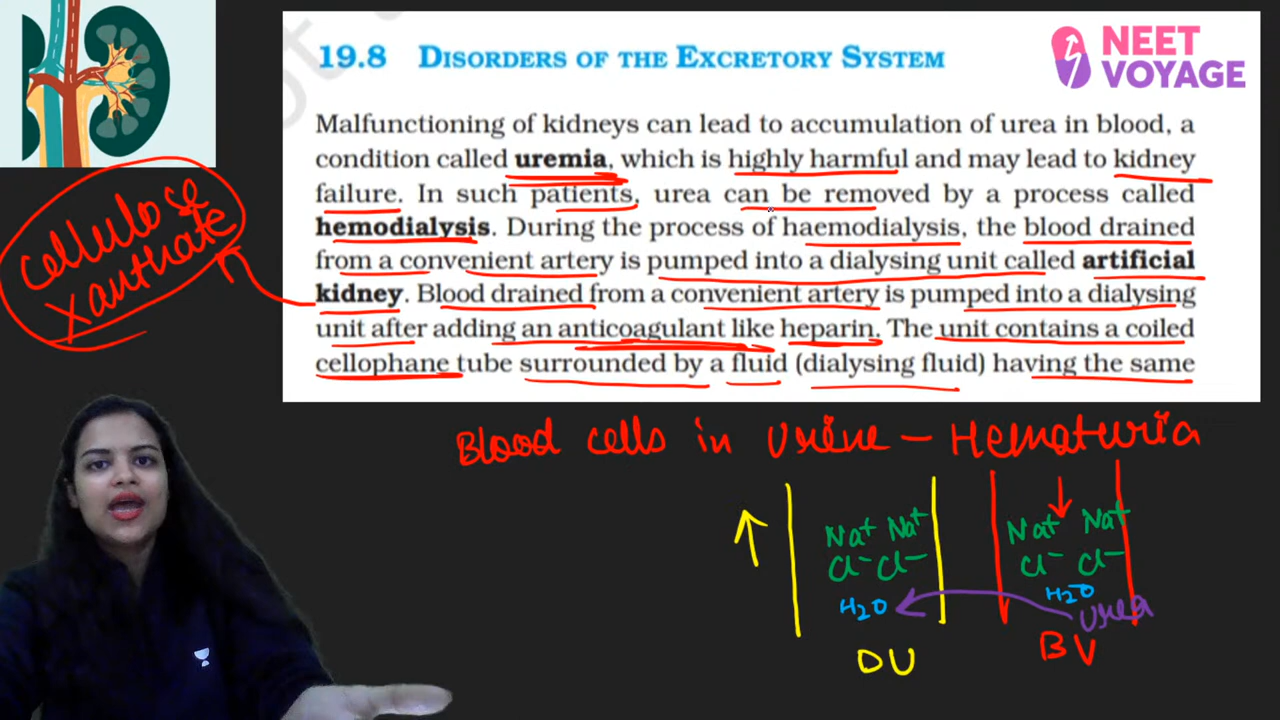 19.8 DISORDERS OF THE EXCRETORY SYSTEM
NEET
VOYAGE
Malfunctioning of kidneys can lead to accumulation of urea in blood, a
condition called uremia, which is highly harmful and may lead to kidney
failure. In such patients, urea can be removed by a process called
hemodialysis. During the process of haemodialysis, the blood drained
from a convenient artery is pumped into a dialysing unit called artificial
kidney. Blood drained from a convenient artery is pumped into a dialysing
unit after adding an anticoagulant like heparin. The unit contains a coiled
cellophane tube surrounded by a fluid (dialysing fluid) having the same
cellulose
xanthate
Blood cells in Urine – Hematuria
Na+ Na+
Cl− Cl−
H2O
DU
Na+ Na+
Cl− Cl−
H2O
urea
BV